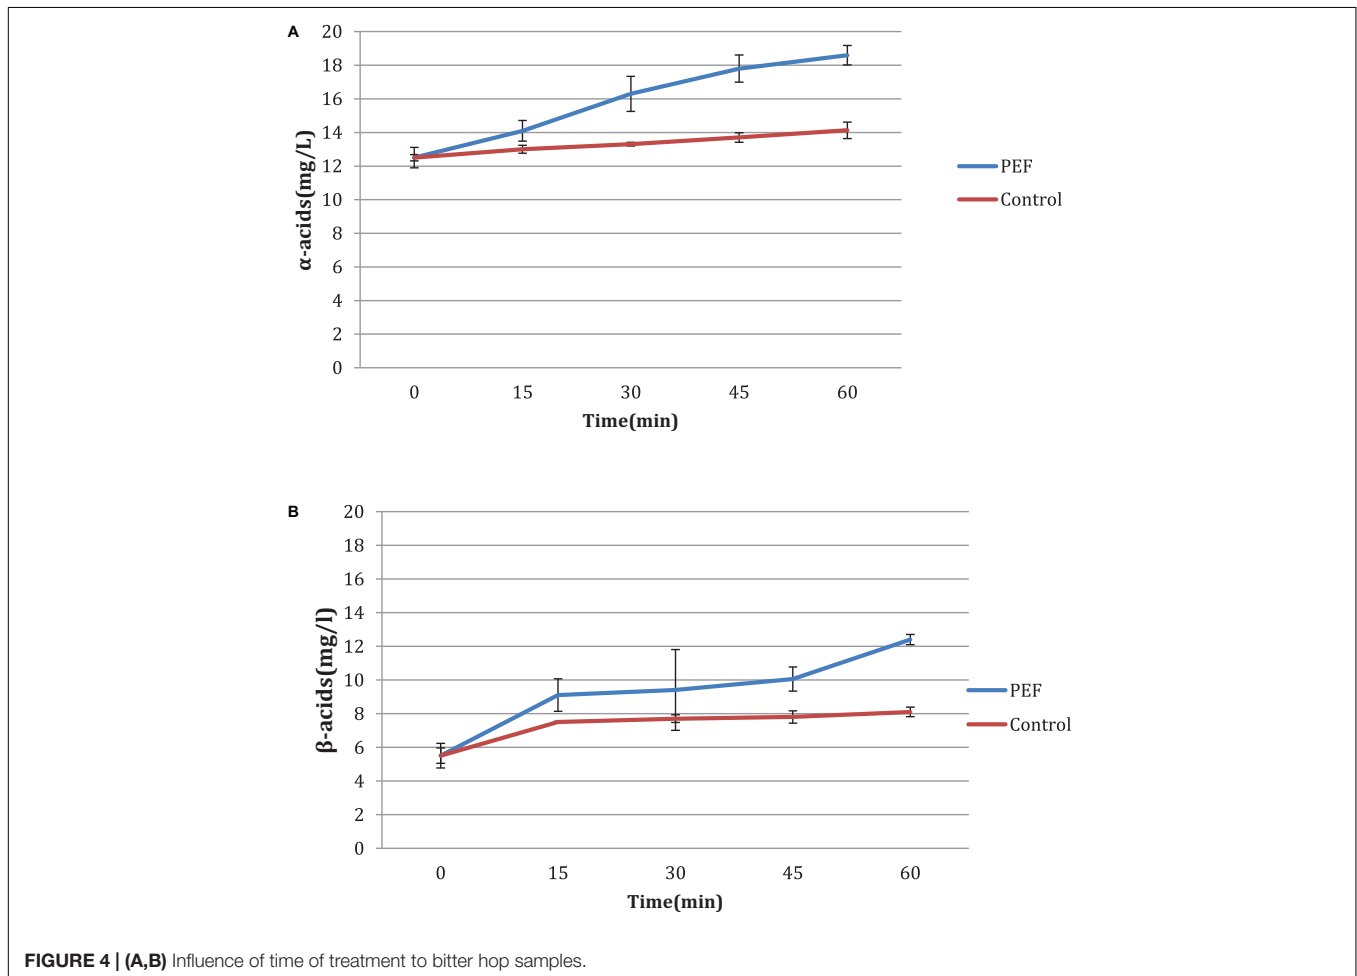 A
20
18
16
14
12
10
8
6
4
2
0
α-acids(mg/L)
0 15 30 45 60
Time(min)
PEF
Control
B
20
18
16
14
12
10
8
6
4
2
0
β-acids(mg/l)
0 15 30 45 60
Time(min)
PEF
Control
FIGURE 4 | (A,B) Influence of time of treatment to bitter hop samples.